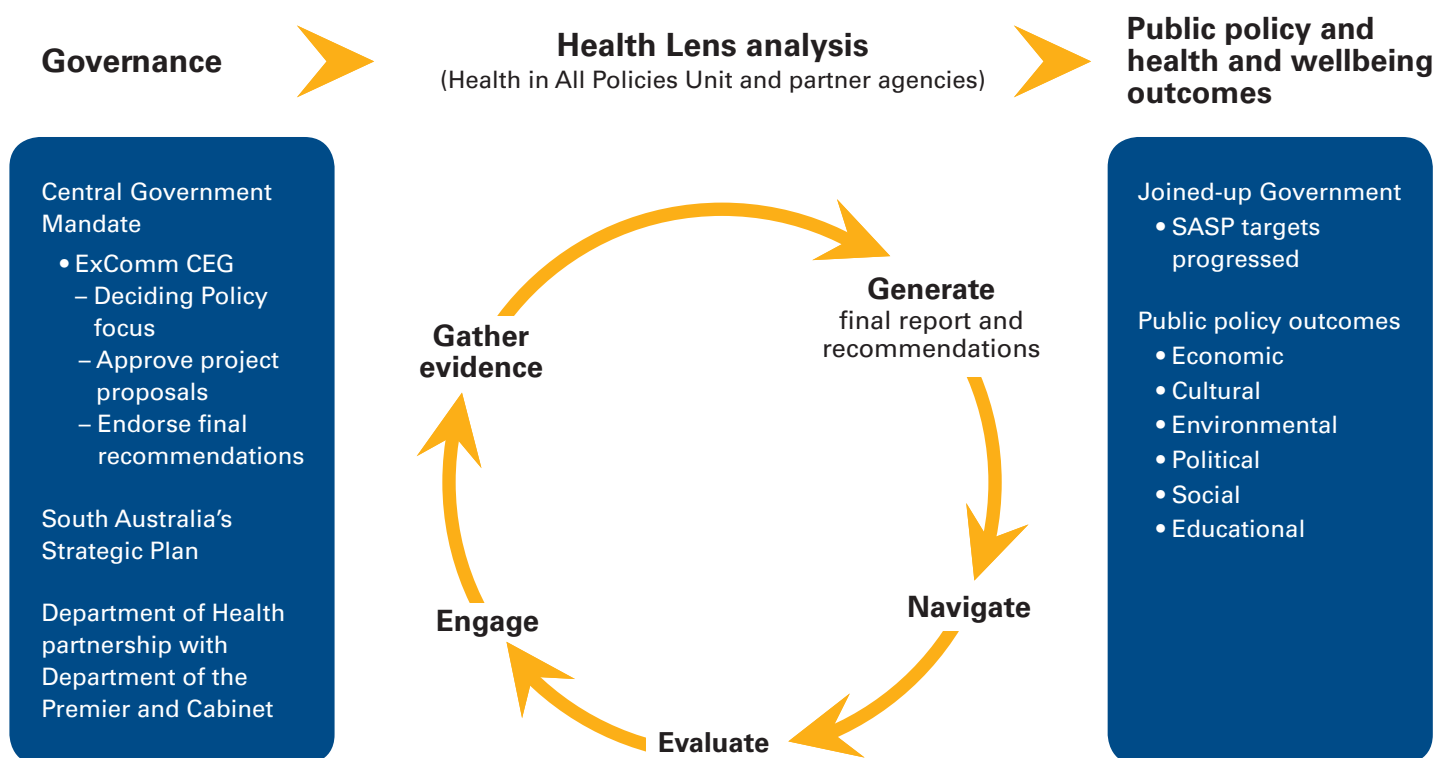 Governance
Health Lens analysis
(Health in All Policies Unit and partner agencies)
Public policy and
health and wellbeing
outcomes
Central Government
Mandate
• ExComm CEG
– Deciding Policy
focus
– Approve project
proposals
– Endorse final
recommendations
South Australia’s
Strategic Plan
Department of Health
partnership with
Department of the
Premier and Cabinet
Gather
evidence
Generate
final report and
recommendations
Navigate
Evaluate
Engage
Joined-up Government
• SASP targets
progressed
Public policy outcomes
• Economic
• Cultural
• Environmental
• Political
• Social
• Educational